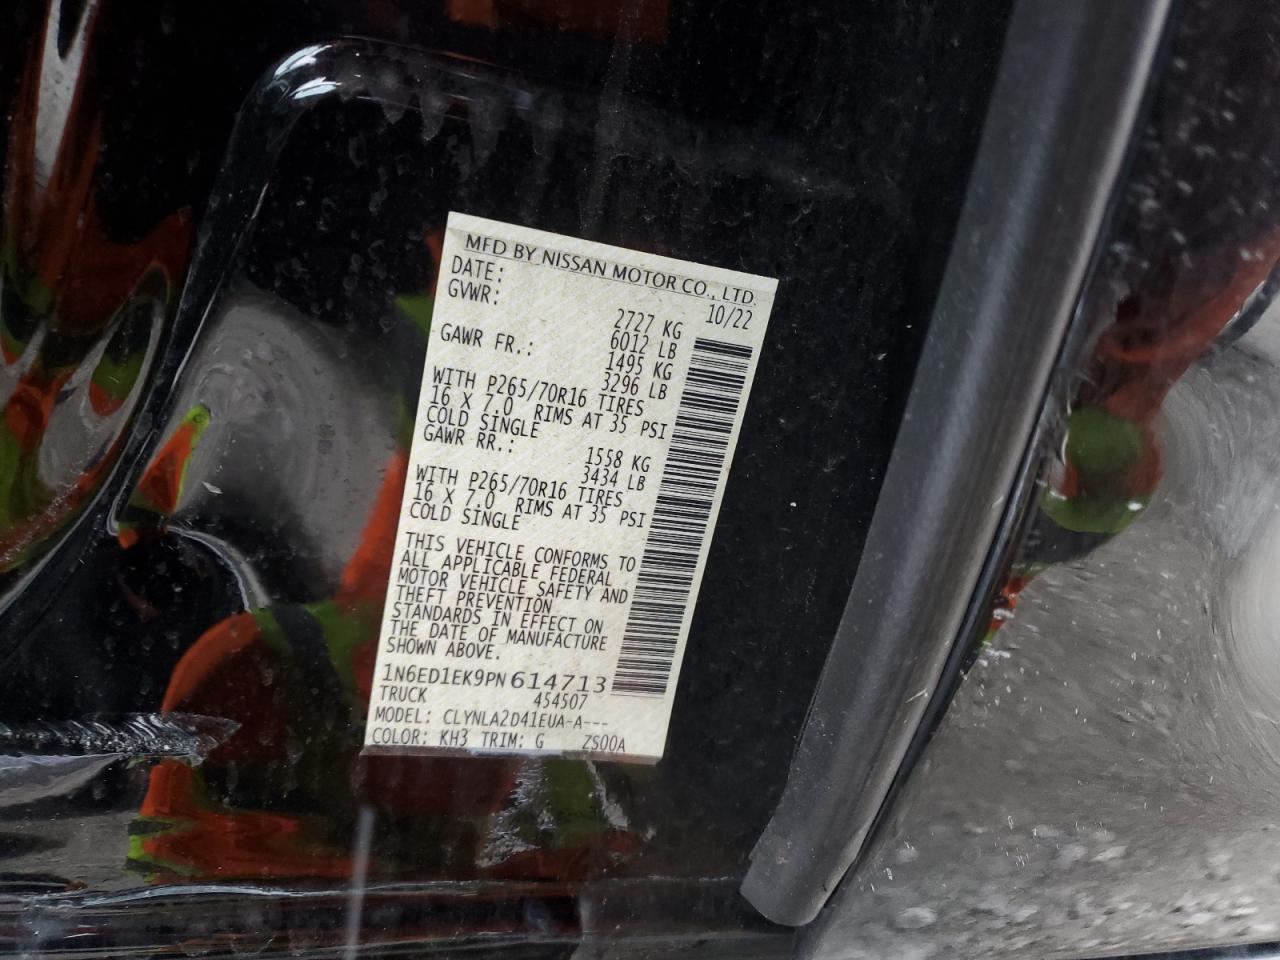 MFD BY NISSAN MOTOR CO., LTD.
DATE: 10/22
GVWR: 2727 KG
6012 LB
GAWR FR.: 1495 KG
3296 LB
WITH P265/70R16 TIRES
16 X 7.0 RIMS AT 35 PSI
COLD SINGLE
GAWR RR.: 1558 KG
3434 LB
WITH P265/70R16 TIRES
16 X 7.0 RIMS AT 35 PSI
COLD SINGLE
THIS VEHICLE CONFORMS TO
ALL APPLICABLE FEDERAL
MOTOR VEHICLE SAFETY AND
THEFT PREVENTION
STANDARDS IN EFFECT ON
THE DATE OF MANUFACTURE
SHOWN ABOVE.
1N6ED1EK9PN614713
TRUCK 454507
MODEL: CLYNLA2D41EUA-A---
COLOR: KH3 TRIM: G ZS00A